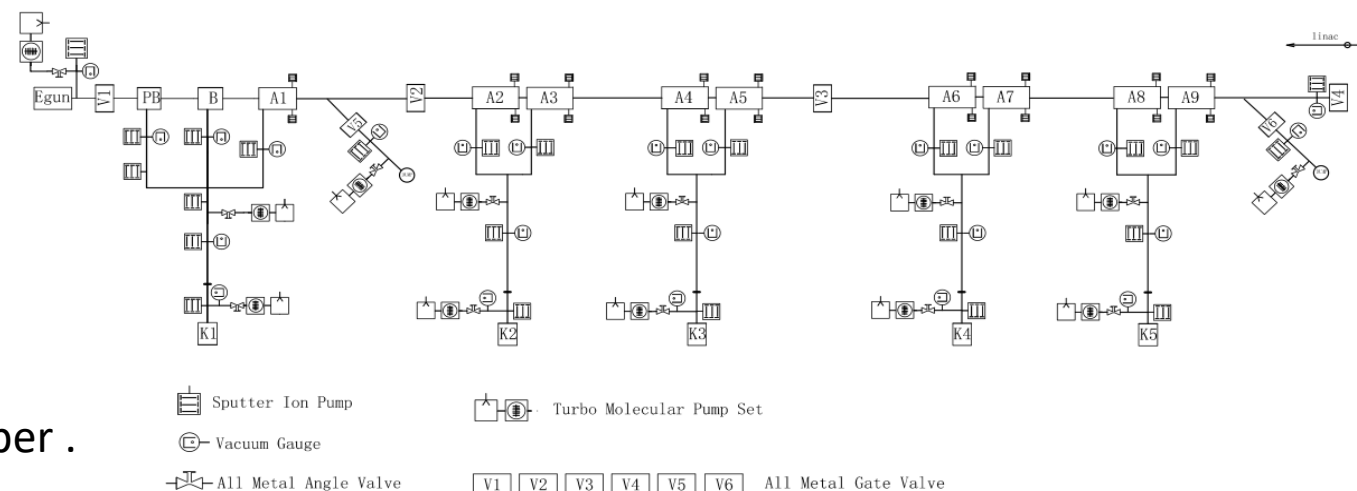 linac
Egun V1 PB B A1 V2 A2 A3 A4 A5 V3 A6 A7 A8 A9 V4
V5 V6
K1 K2 K3 K4 K5
Sputter Ion Pump
Turbo Molecular Pump Set
per .
Vacuum Gauge
All Metal Angle Valve
V1 V2 V3 V4 V5 V6 All Metal Gate Valve